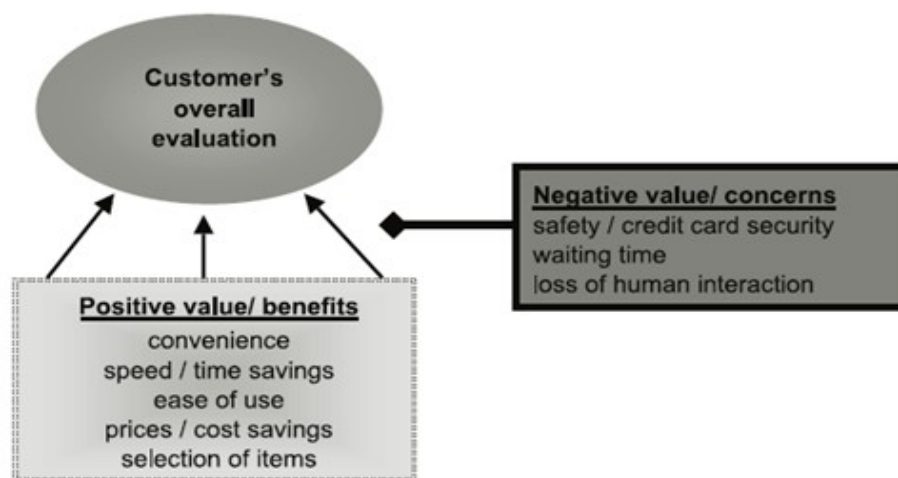 Customer's
overall
evaluation
Negative value/ concerns
safety / credit card security
waiting time
loss of human interaction
Positive value/ benefits
convenience
speed / time savings
ease of use
prices / cost savings
selection of items